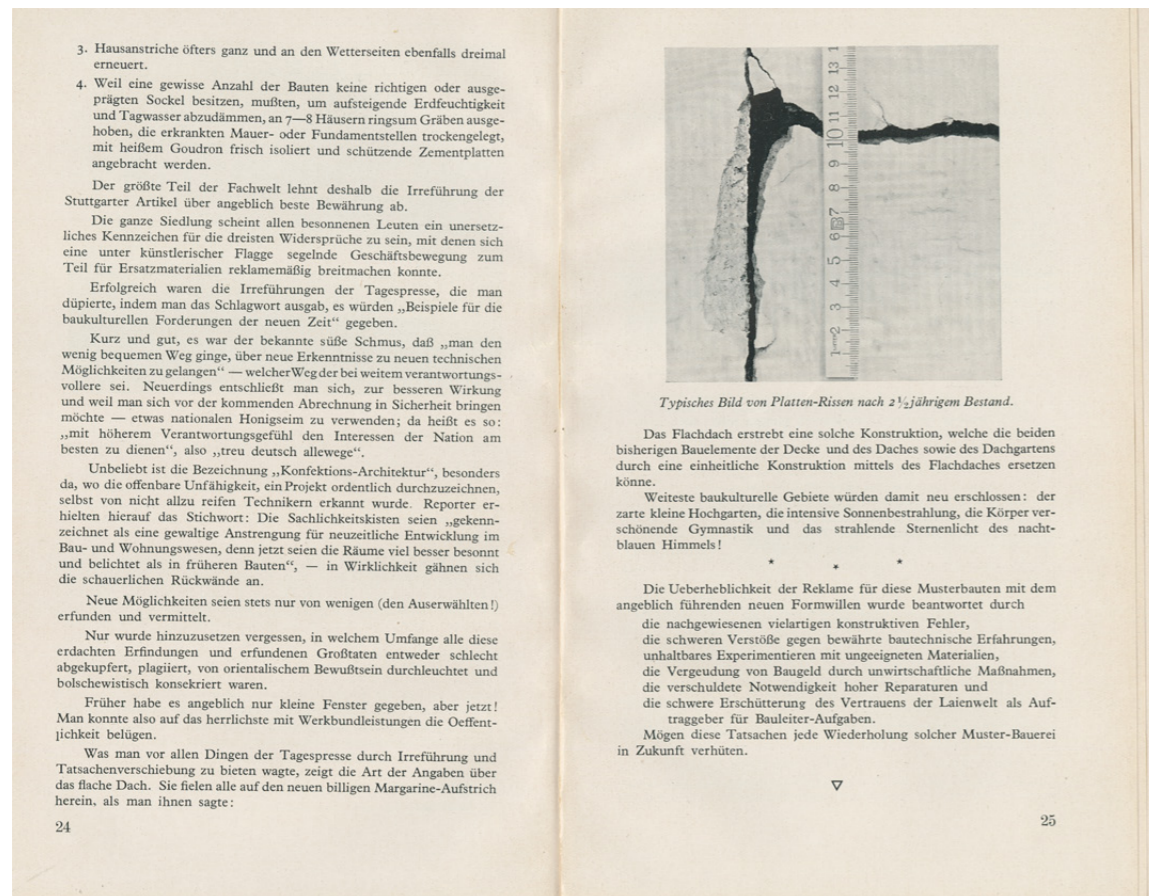 3. Hausanstriche öfters ganz und an den Wetterseiten ebenfalls dreimal
erneuert.
4. Weil eine gewisse Anzahl der Bauten keine richtigen oder ausge-
prägten Sockel besitzen, mußten, um aufsteigende Erdfeuchtigkeit
und Tagwasser abzudämmen, an 7—8 Häusern ringsum Gräben ausge-
hoben, die erkrankten Mauer- oder Fundamentstellen trockengelegt,
mit heißem Goudron frisch isoliert und schützende Zementplatten
angebracht werden.
Der größte Teil der Fachwelt lehnt deshalb die Irreführung der
Stuttgarter Artikel über angeblich beste Bewährung ab.
Die ganze Siedlung scheint allen besonnenen Leuten ein unersetz-
liches Kennzeichen für die dreisten Widersprüche zu sein, mit denen sich
eine unter künstlerischer Flagge segelnde Geschäftsbewegung zum
Teil für Ersatzmaterialien reklamemäßig breitmachen konnte.
Erfolgreich waren die Irreführungen der Tagespresse, die man
düpierte, indem man das Schlagwort ausgab, es würden „Beispiele für die
baukulturellen Forderungen der neuen Zeit“ gegeben.
Kurz und gut, es war der bekannte süße Schmus, daß „man den
wenig bequemen Weg ginge, über neue Erkenntnisse zu neuen technischen
Möglichkeiten zu gelangen“ — welcher Weg der bei weitem verantwortungs-
vollere sei. Neuerdings entschließt man sich, zur besseren Wirkung
und weil man sich vor der kommenden Abrechnung in Sicherheit bringen
möchte — etwas nationalen Honigseim zu verwenden; da heißt es so:
„mit höherem Verantwortungsgefühl den Interessen der Nation am
besten zu dienen“, also „treu deutsch allewege“.
Unbeliebt ist die Bezeichnung „Konfektions-Architektur“, besonders
da, wo die offenbare Unfähigkeit, ein Projekt ordentlich durchzuzeichnen,
selbst von nicht allzu reifen Technikern erkannt wurde. Reporter er-
hielten hierauf das Stichwort: Die Sachlichkeitskisten seien „gekenn-
zeichnet als eine gewaltige Anstrengung für neuzeitliche Entwicklung im
Bau- und Wohnungswesen, denn jetzt seien die Räume viel besser besonnt
und belichtet als in früheren Bauten“, — in Wirklichkeit gähnen sich
die schauerlichen Rückwände an.
Neue Möglichkeiten seien stets nur von wenigen (den Auserwählten!)
erfunden und vermittelt.
Nur wurde hinzuzusetzen vergessen, in welchem Umfange alle diese
erdachten Erfindungen und erfundenen Großtaten entweder schlecht
abgekupfert, plagiiert, von orientalischem Bewußtsein durchleuchtet und
bolschewistisch konsekriert waren.
Früher habe es angeblich nur kleine Fenster gegeben, aber jetzt!
Man konnte also auf das herrlichste mit Werkbundleistungen die Oeffent-
lichkeit belügen.
Was man vor allen Dingen der Tagespresse durch Irreführung und
Tatsachenverschiebung zu bieten wagte, zeigt die Art der Angaben über
das flache Dach. Sie fielen alle auf den neuen billigen Margarine-Aufstrich
herein, als man ihnen sagte:
24
1 2 3 4 5 6 7 8 9 10 11 12 13 1
Typisches Bild von Platten-Rissen nach 2½jährigem Bestand.
Das Flachdach erstrebt eine solche Konstruktion, welche die beiden
bisherigen Bauelemente der Decke und des Daches sowie des Dachgartens
durch eine einheitliche Konstruktion mittels des Flachdaches ersetzen
könne.
Weiteste baukulturelle Gebiete würden damit neu erschlossen: der
zarte kleine Hochgarten, die intensive Sonnenbestrahlung, die Körper ver-
schönende Gymnastik und das strahlende Sternenlicht des nacht-
blauen Himmels!
* * *
Die Ueberheblichkeit der Reklame für diese Musterbauten mit dem
angeblich führenden neuen Formwillen wurde beantwortet durch
die nachgewiesenen vielartigen konstruktiven Fehler,
die schweren Verstöße gegen bewährte bautechnische Erfahrungen,
unhaltbares Experimentieren mit ungeeigneten Materialien,
die Vergeudung von Baugeld durch unwirtschaftliche Maßnahmen,
die verschuldete Notwendigkeit hoher Reparaturen und
die schwere Erschütterung des Vertrauens der Laienwelt als Auf-
traggeber für Bauleiter-Aufgaben.
Mögen diese Tatsachen jede Wiederholung solcher Muster-Bauerei
in Zukunft verhüten.
25